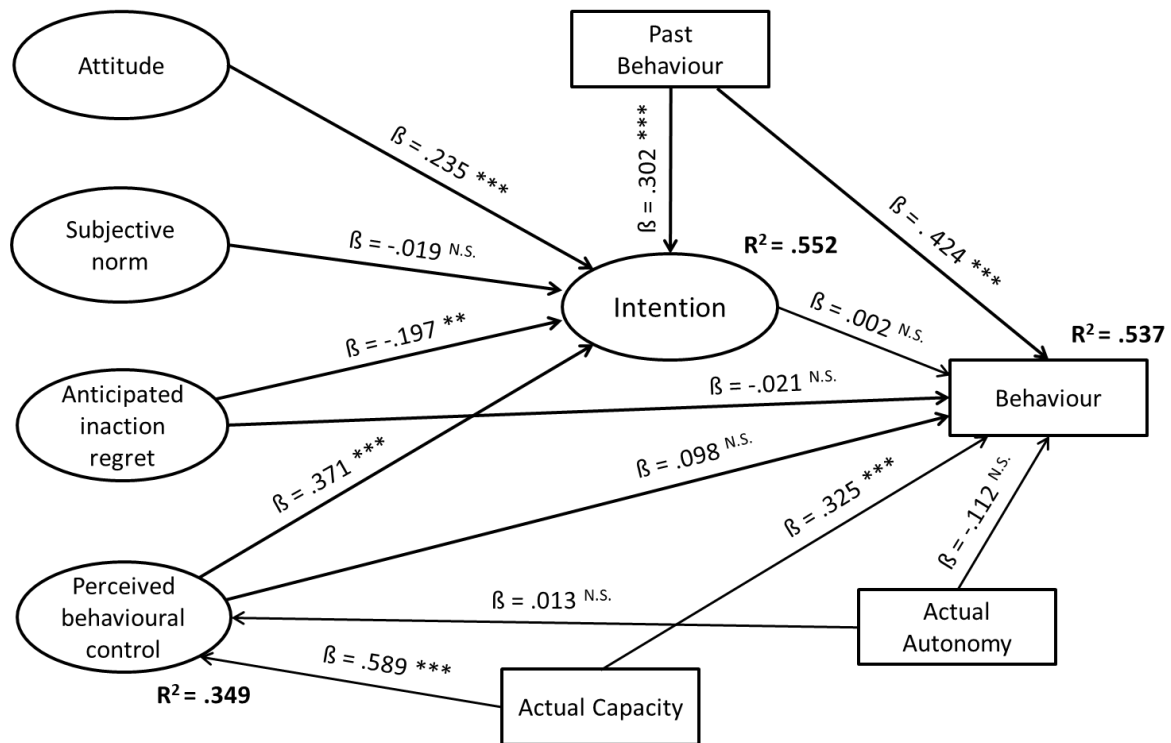 Attitude
Past
Behaviour
ß = .235 ***
ß = .302 ***
ß = . 424 ***
Subjective
norm
ß = -.019 N.S.
R² = .552
Intention
ß = .002 N.S.
R² = .537
ß = -.197 **
Anticipated
inaction
regret
ß = -.021 N.S.
Behaviour
ß = .371 ***
ß = .098 N.S.
ß = .325 ***
ß = -.112 N.S.
Perceived
behavioural
control
ß = .013 N.S.
Actual
Autonomy
ß = .589 ***
R² = .349
Actual Capacity